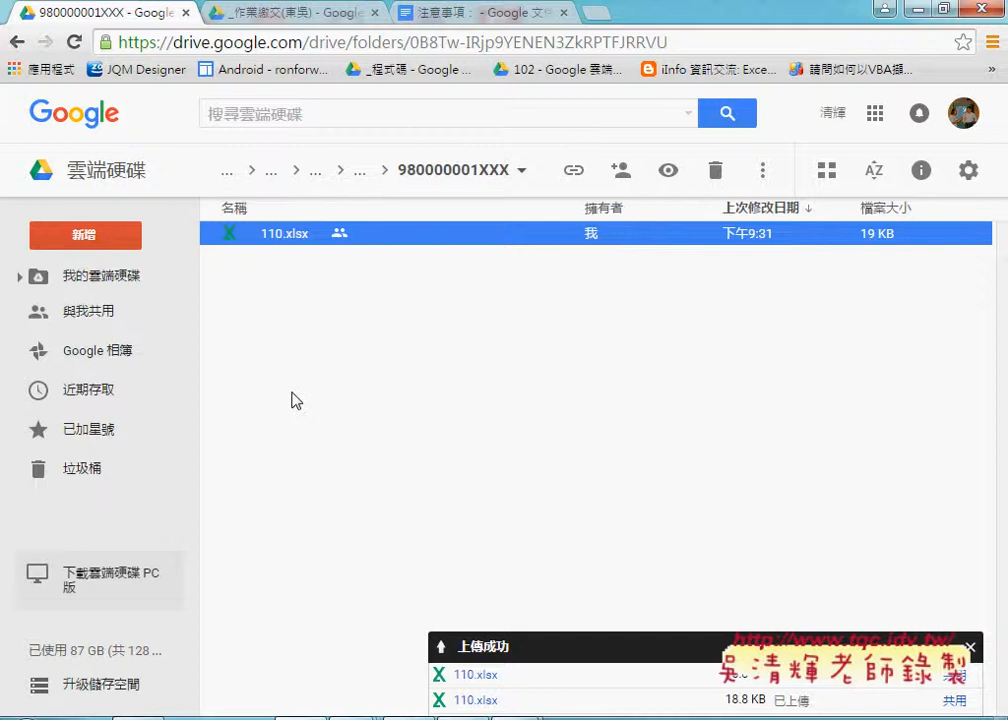 980000001XXX - Google
_作業繳交(東吳) - Google
注意事項： - Google 文件
https://drive.google.com/drive/folders/0B8Tw-IRjp9YENEN3ZkRPTFJRRVU
應用程式 JQM Designer Android - ronforw... _程式碼 - Google ... 102 - Google 雲端... iInfo 資訊交流: Exce... 請問如何以VBA擷... »
Google 搜尋雲端硬碟 清輝
雲端硬碟 ... > ... > ... > ... > 980000001XXX AZ
名稱 擁有者 上次修改日期 ↓ 檔案大小
110.xlsx 我 下午9:31 19 KB
新增
我的雲端硬碟
與我共用
Google 相簿
近期存取
已加星號
垃圾桶
下載雲端硬碟 PC
版
已使用 87 GB (共 128 ...
升級儲存空間
上傳成功
http://www.tqc.idv.tw/
110.xlsx
吳清輝老師錄製
110.xlsx 18.8 KB 已上傳 共用